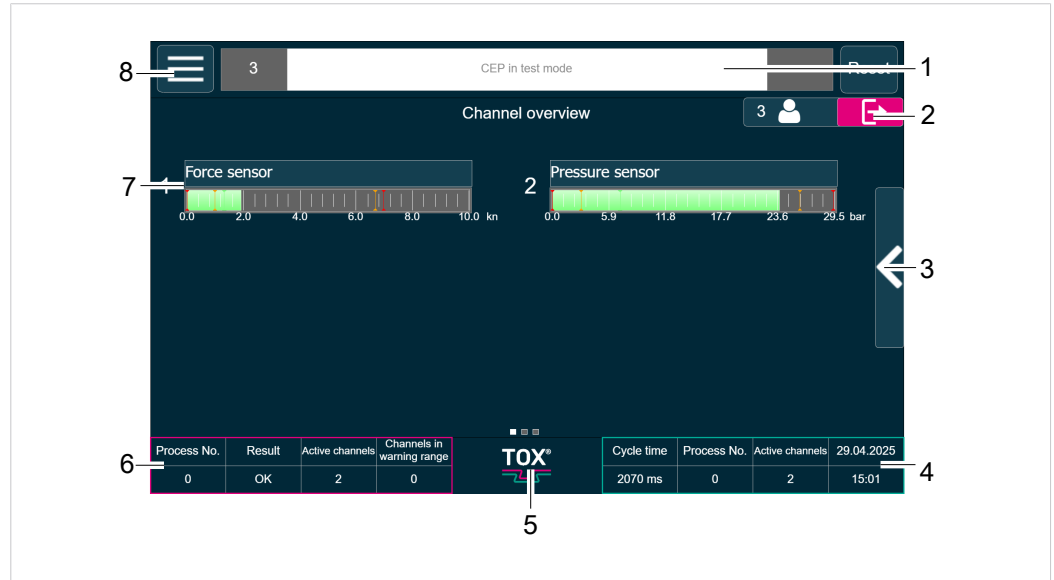 3 CEP in test mode Reset
8 1
Channel overview 3
2
Force sensor
7 1
0.0 2.0 4.0 6.0 8.0 10.0 kn
Pressure sensor
2
0.0 5.9 11.8 17.7 23.6 29.5 bar
3
Process No. Result Active channels Channels in warning range
0 OK 2 0
6
TOX®
5
Cycle time Process No. Active channels 29.04.2025
2070 ms 0 2 15:01
4